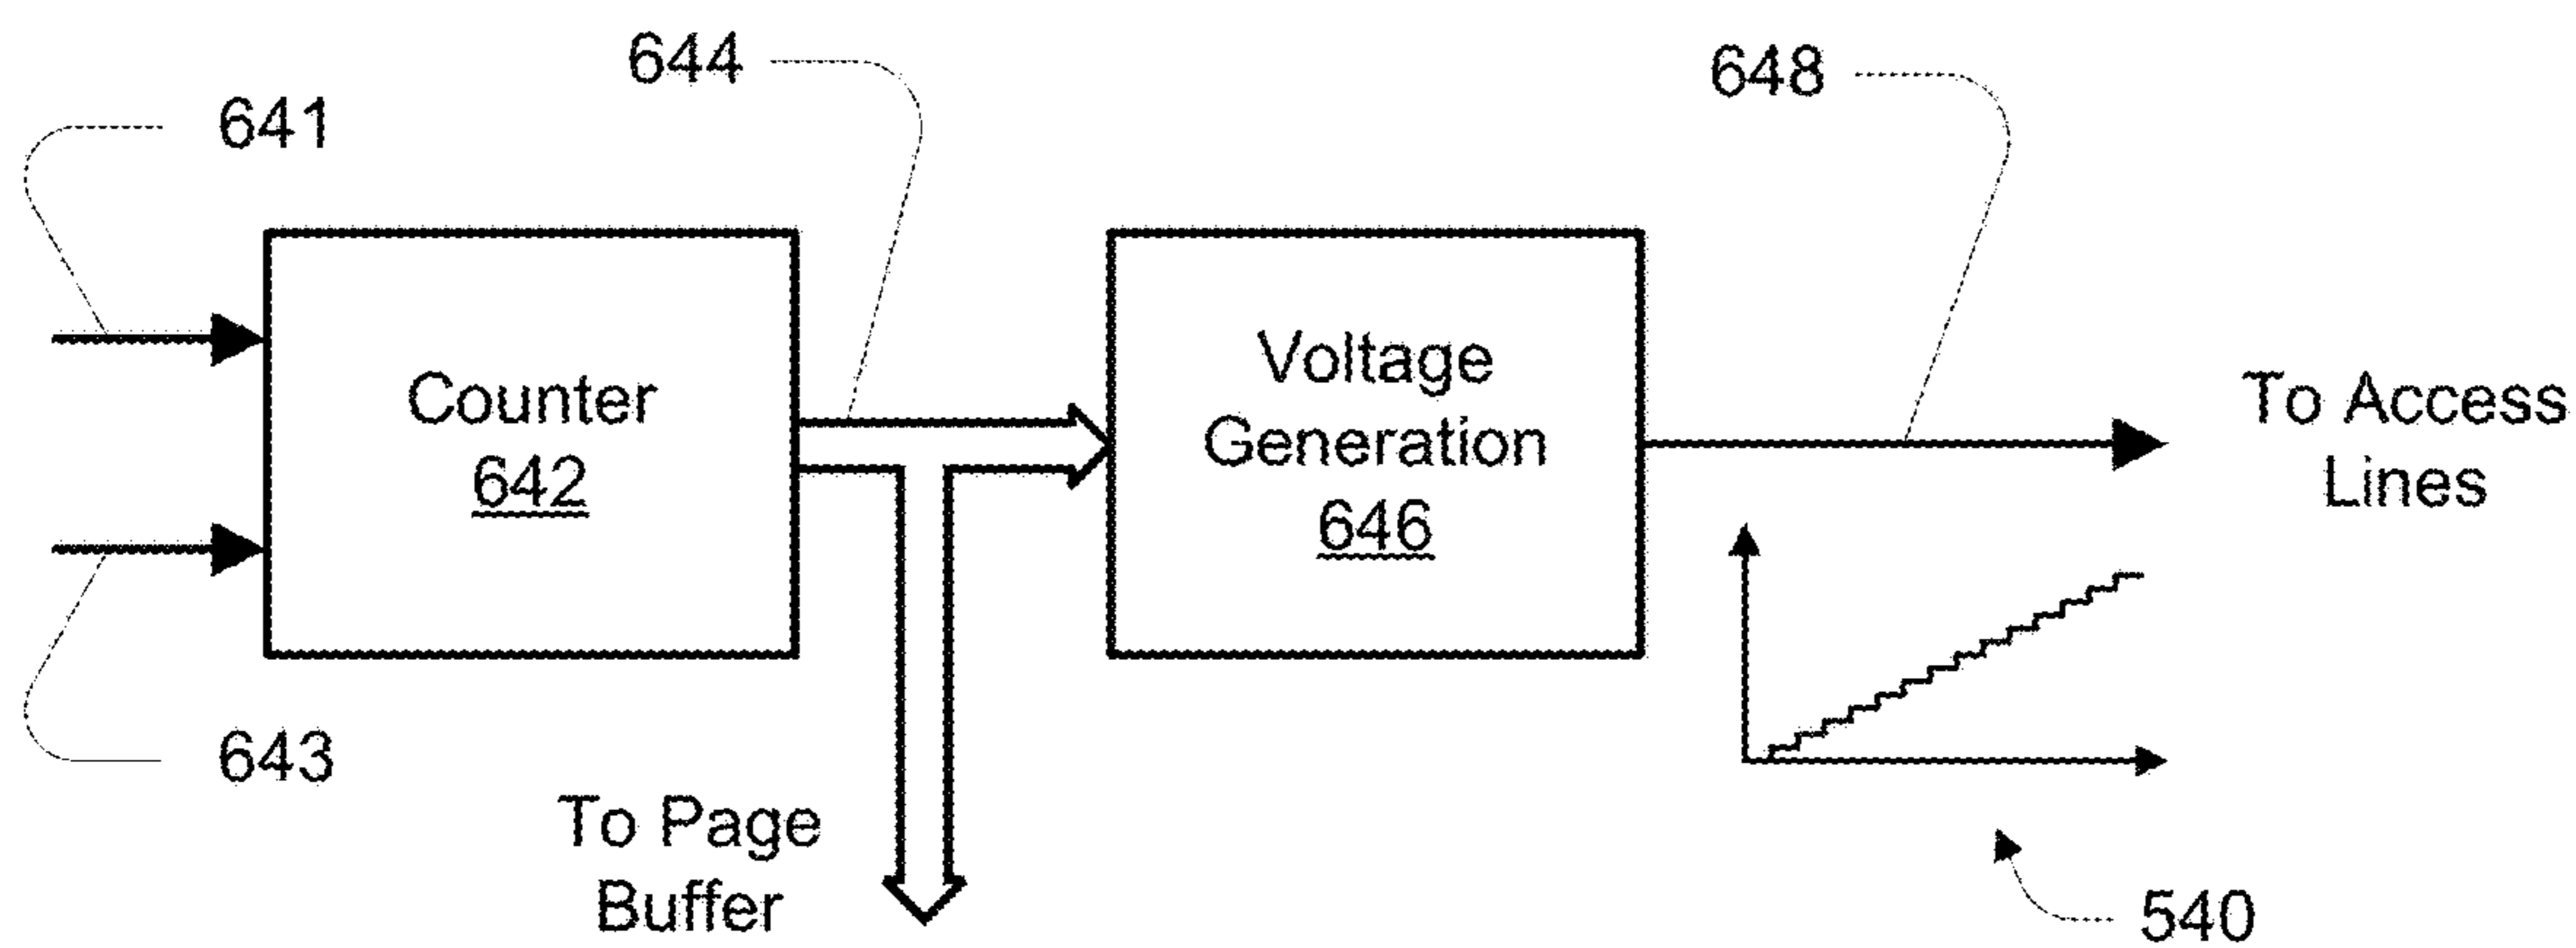 644
648
641
Counter
642
Voltage
Generation
646
To Access
Lines
643
To Page
Buffer
540